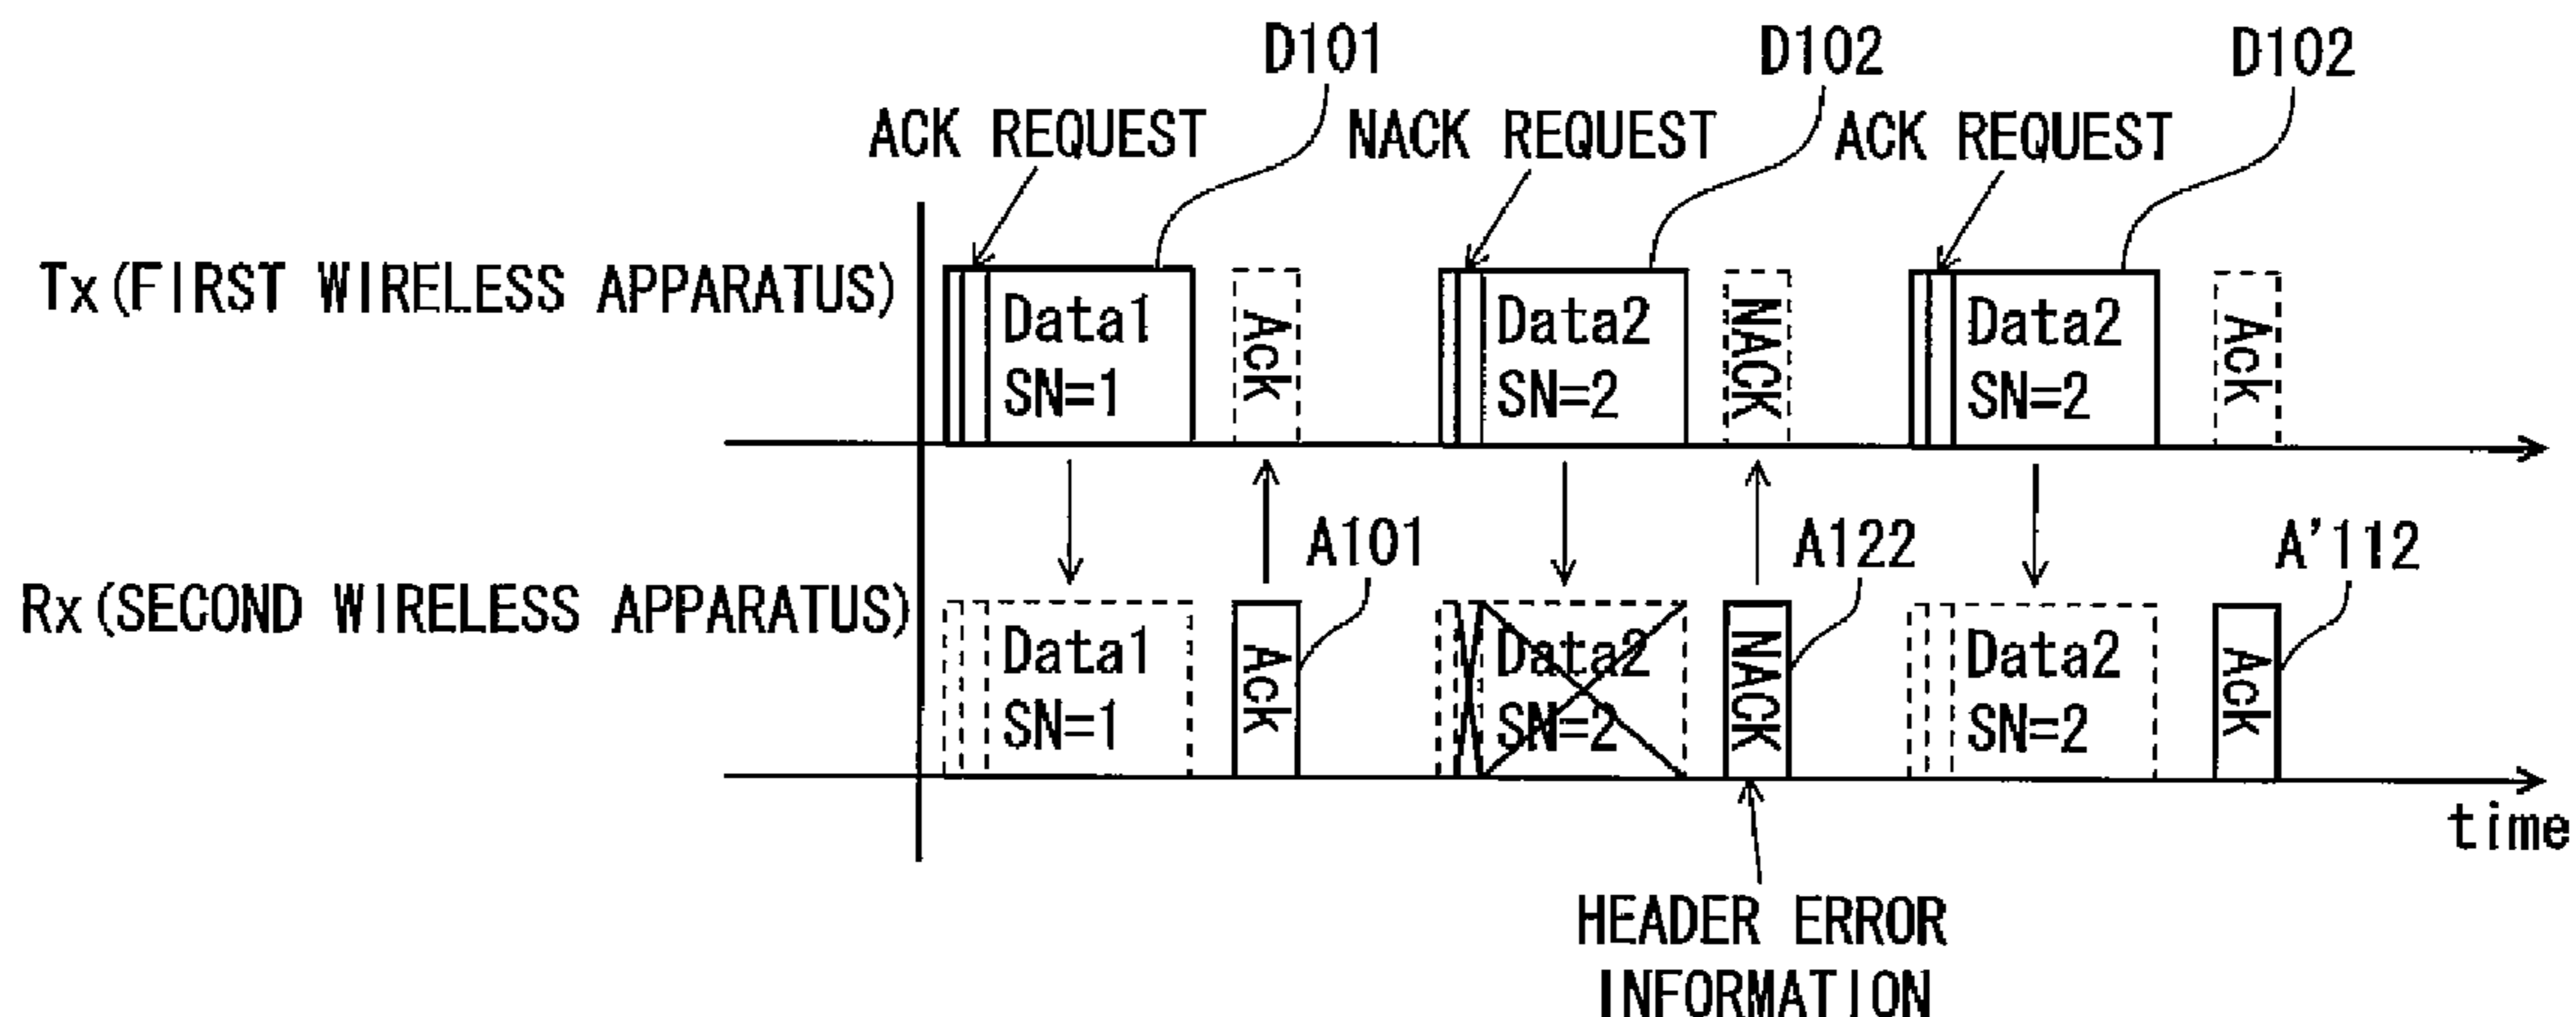 D101
D102
D102
ACK REQUEST
NACK REQUEST
ACK REQUEST
Tx(FIRST WIRELESS APPARATUS)
Data1
SN=1
Ack
Data2
SN=2
NACK
Data2
SN=2
Ack
A101
A122
A'112
Rx(SECOND WIRELESS APPARATUS)
Data1
SN=1
Ack
Data2
SN=2
NACK
Data2
SN=2
Ack
time
HEADER ERROR
INFORMATION